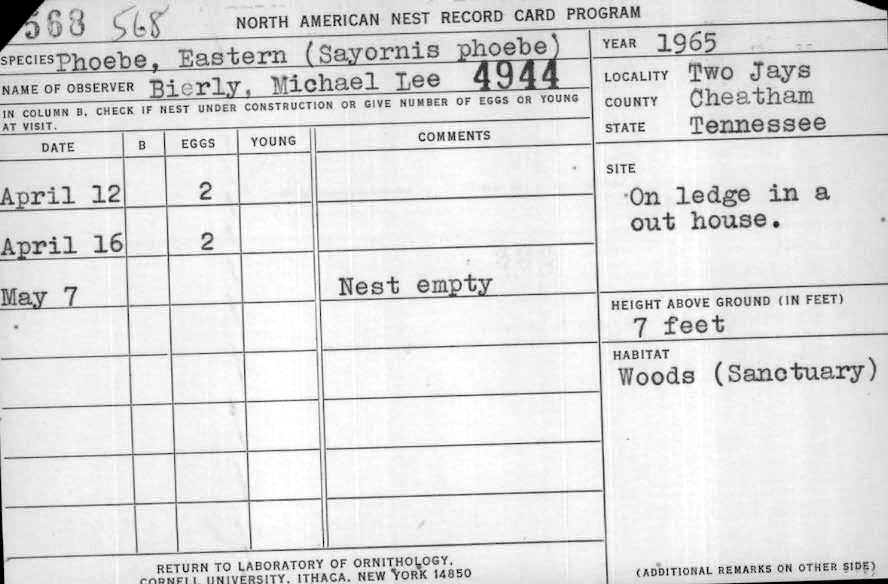 568 568 NORTH AMERICAN NEST RECORD CARD PROGRAM
SPECIES Phoebe, Eastern (Sayornis phoebe)
NAME OF OBSERVER Bierly, Michael Lee 4944
IN COLUMN B, CHECK IF NEST UNDER CONSTRUCTION OR GIVE NUMBER OF EGGS OR YOUNG
AT VISIT.
DATE B EGGS YOUNG COMMENTS
April 12 2
April 16 2
May 7 Nest empty
YEAR 1965
LOCALITY Two Jays
COUNTY Cheatham
STATE Tennessee
SITE
On ledge in a
out house.
HEIGHT ABOVE GROUND (IN FEET)
7 feet
HABITAT
Woods (Sanctuary)
RETURN TO LABORATORY OF ORNITHOLOGY,
CORNELL UNIVERSITY, ITHACA, NEW YORK 14850
(ADDITIONAL REMARKS ON OTHER SIDE)